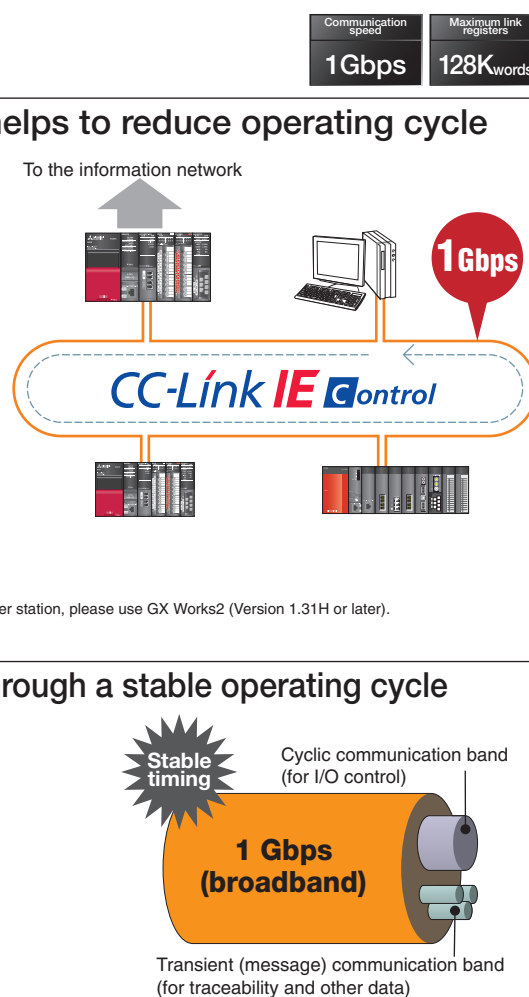 Communication
speed
1Gbps
Maximum link
registers
128Kwords
helps to reduce operating cycle
To the information network
1Gbps
CC-Link IE Control
er station, please use GX Works2 (Version 1.31H or later).
rough a stable operating cycle
Stable
timing
Cyclic communication band
(for I/O control)
1 Gbps
(broadband)
Transient (message) communication band
(for traceability and other data)